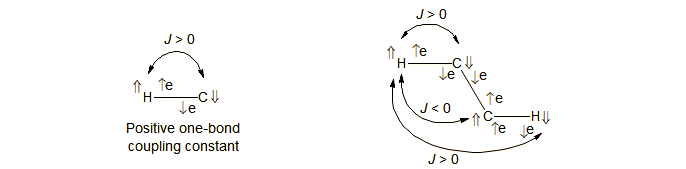 J > 0
⇑ H ↑e ↓e C ⇓
Positive one-bond
coupling constant
J > 0
⇑ H ↑e ↓e C ⇓
↓e
J < 0
↑e
⇑ C ↑e ↓e H ⇓
J > 0